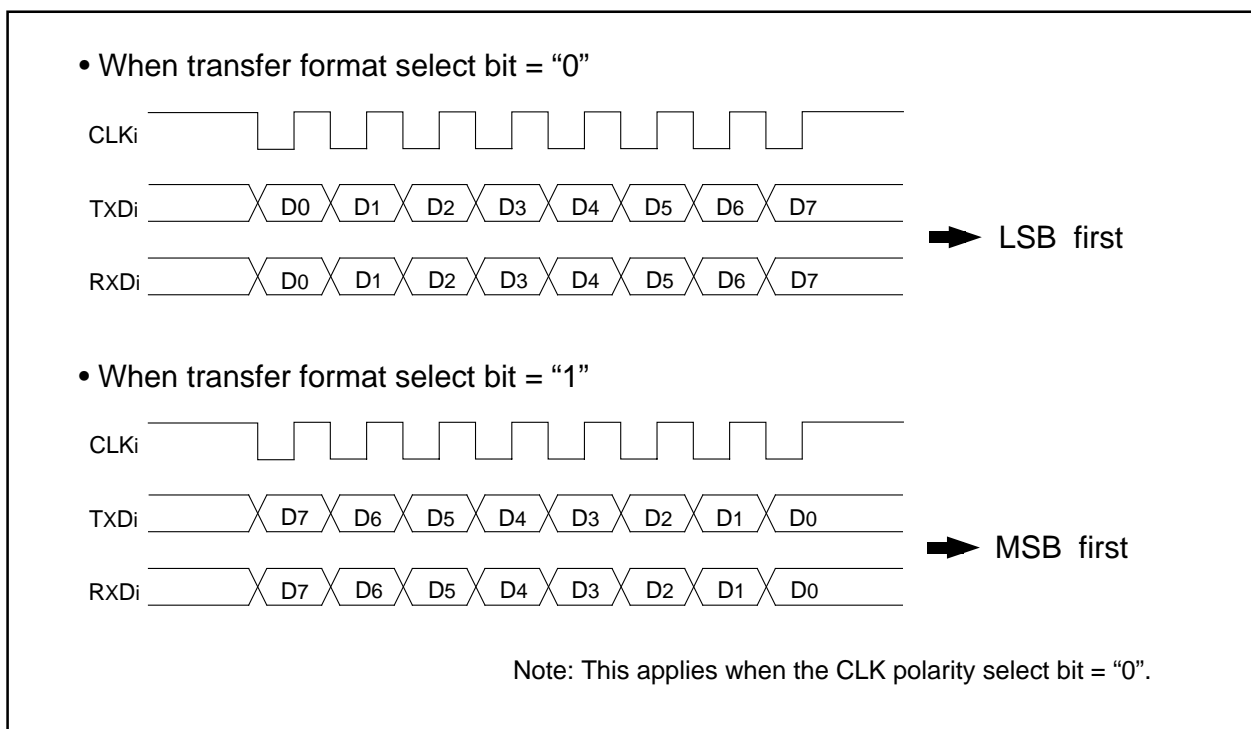 • When transfer format select bit = “0”
CLKi
TXDi D0 D1 D2 D3 D4 D5 D6 D7
RXDi D0 D1 D2 D3 D4 D5 D6 D7
LSB first
• When transfer format select bit = “1”
CLKi
TXDi D7 D6 D5 D4 D3 D2 D1 D0
RXDi D7 D6 D5 D4 D3 D2 D1 D0
MSB first
Note: This applies when the CLK polarity select bit = “0”.